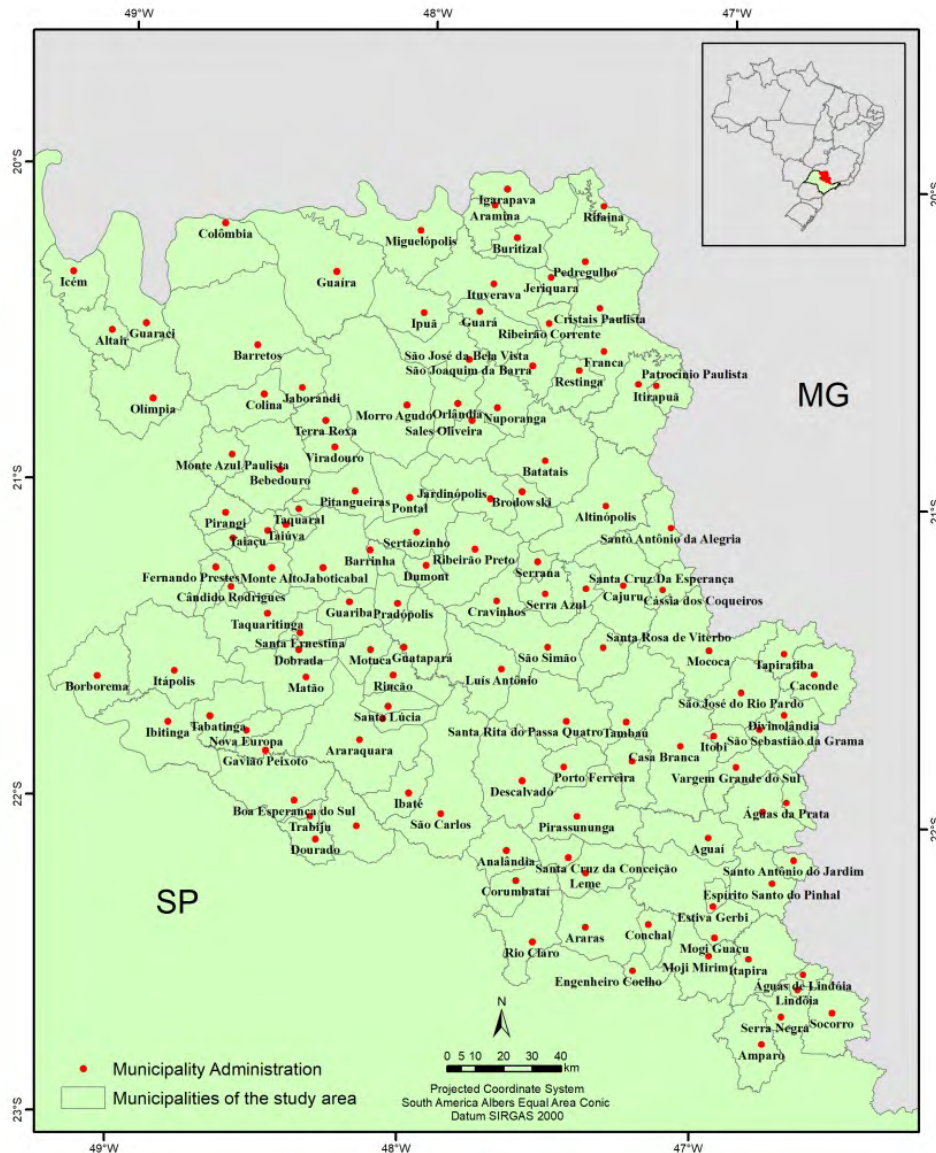 49°W 48°W 47°W
20°S
20°S
Igarapava
Aramina
Rifaina
Colômbia
Miguelópolis
Buritizal
Icém
Guaíra
Pedregulho
Jeriquara
Ituverava
Altair
Guaraci
Ipuã
Guará
Cristais Paulista
Ribeirão Corrente
Barretos
São José da Bela Vista
São Joaquim da Barra
Franca
Restinga
Patrocínio Paulista
Itirapuã
MG
Olímpia
Colina
Jaborandi
Morro Agudo
Orlândia
Nuporanga
Sales Oliveira
Terra Roxa
Viradouro
Monte Azul Paulista
Bebedouro
Batatais
21°S
21°S
Pitangueiras
Pontal
Jardinópolis
Brodowski
Altinópolis
Pirangi
Taquaral
Taiúva
Taiaçu
Sertãozinho
Santo Antônio da Alegria
Barrinha
Ribeirão Preto
Dumont
Serrana
Fernando Prestes
Monte Alto
Jaboticabal
Santa Cruz Da Esperança
Cândido Rodrigues
Guariba
Pradópolis
Cravinhos
Serra Azul
Cajuru
Cássia dos Coqueiros
Taquaritinga
Santa Ernestina
Dobrada
Motuca
Guatapará
São Simão
Santa Rosa de Viterbo
Mococa
Tapiratiba
Borborema
Itápolis
Matão
Rincão
Luís Antônio
Caconde
São José do Rio Pardo
Santa Lúcia
Ibitinga
Tabatinga
Nova Europa
Gavião Peixoto
Araraquara
Santa Rita do Passa Quatro
Tambaú
Divinolândia
Itobi
São Sebastião da Grama
Casa Branca
Vargem Grande do Sul
Porto Ferreira
Descalvado
22°S
22°S
Boa Esperança do Sul
Trabiju
Dourado
Ibaté
São Carlos
Pirassununga
Águas da Prata
Aguaí
Analândia
Santa Cruz da Conceição
Leme
Corumbataí
Santo Antônio do Jardim
Espírito Santo do Pinhal
Estiva Gerbi
SP
Rio Claro
Araras
Conchal
Mogi Guaçu
Moji Mirim
Itapira
Engenheiro Coelho
Águas de Lindóia
Lindóia
Serra Negra
Socorro
Amparo
N
0 5 10 20 30 40
km
Municipality Administration
Municipalities of the study area
Projected Coordinate System
South America Albers Equal Area Conic
Datum SIRGAS 2000
23°S
49°W 48°W 47°W